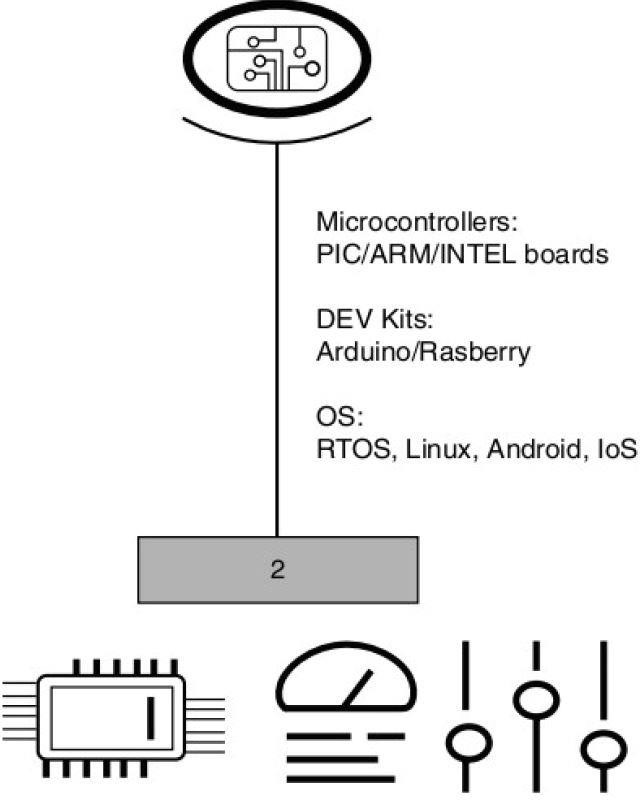 Microcontrollers:
PIC/ARM/INTEL boards
DEV Kits:
Arduino/Rasberry
OS:
RTOS, Linux, Android, IoS
2